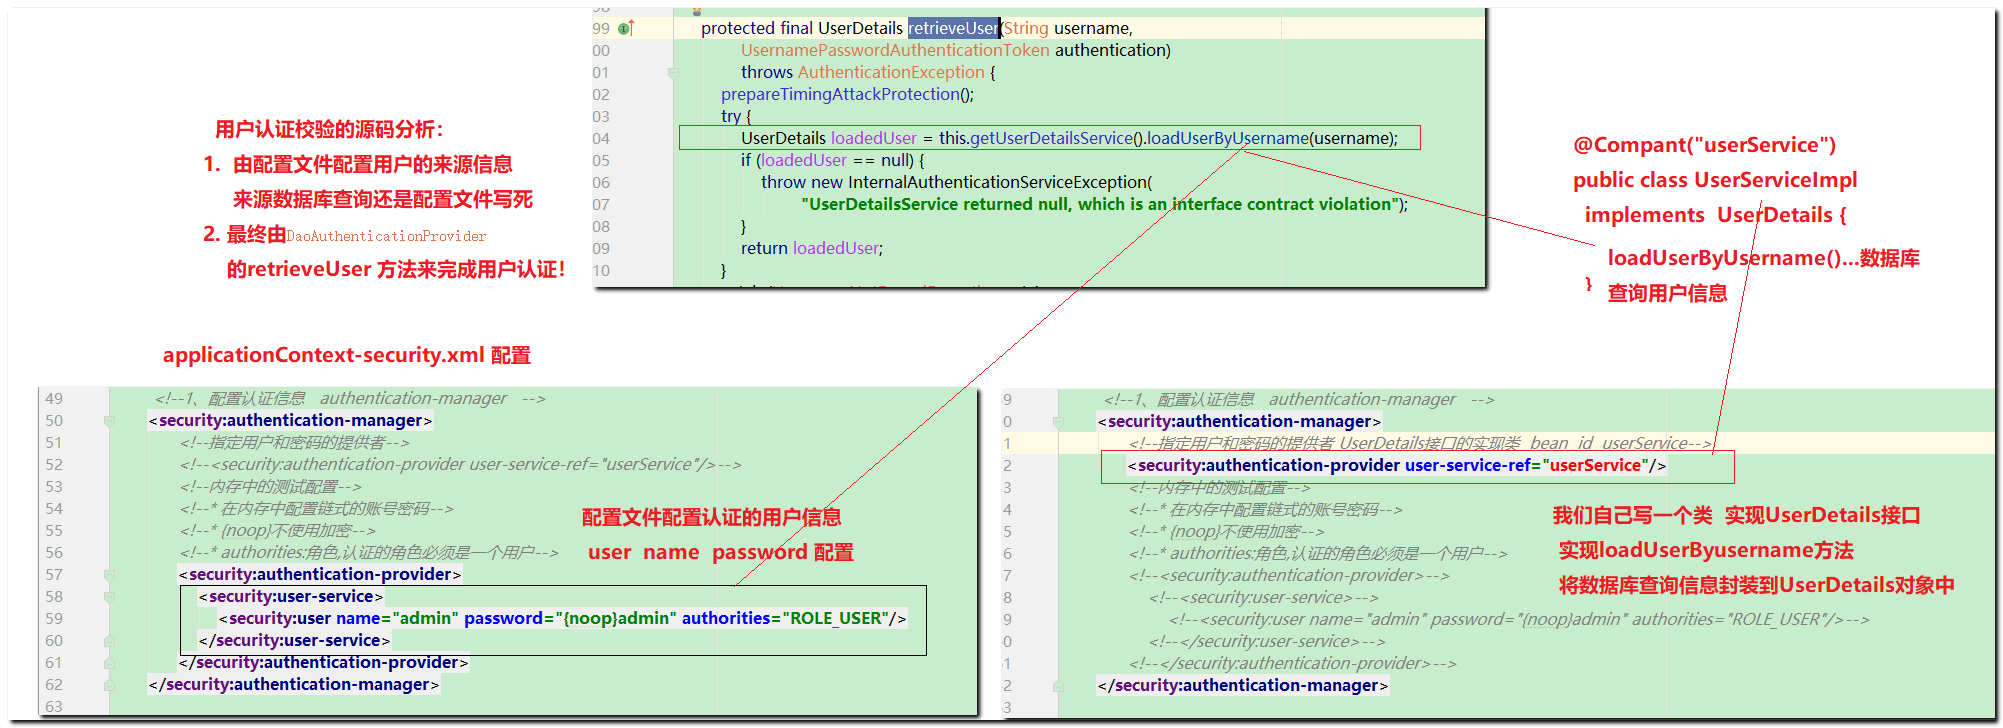 99 protected final UserDetails retrieveUser(String username,
00 UsernamePasswordAuthenticationToken authentication)
01 throws AuthenticationException {
02 prepareTimingAttackProtection();
03 try {
04 UserDetails loadedUser = this.getUserDetailsService().loadUserByUsername(username);
05 if (loadedUser == null) {
06 throw new InternalAuthenticationServiceException(
07 "UserDetailsService returned null, which is an interface contract violation");
08 }
09 return loadedUser;
10 }
用户认证校验的源码分析：
1. 由配置文件配置用户的来源信息
来源数据库查询还是配置文件写死
2. 最终由DaoAuthenticationProvider
的retrieveUser 方法来完成用户认证！
@Compant("userService")
public class UserServiceImpl
implements UserDetails {
loadUserByUsername()...数据库
} 查询用户信息
applicationContext-security.xml 配置
49 <!--1、配置认证信息 authentication-manager -->
50 <security:authentication-manager>
51 <!--指定用户和密码的提供者-->
52 <!--<security:authentication-provider user-service-ref="userService"/>-->
53 <!--内存中的测试配置-->
54 <!--* 在内存中配置链式的账号密码-->
55 <!--* {noop}不使用加密-->
56 <!--* authorities:角色,认证的角色必须是一个用户-->
57 <security:authentication-provider>
58 <security:user-service>
59 <security:user name="admin" password="{noop}admin" authorities="ROLE_USER"/>
60 </security:user-service>
61 </security:authentication-provider>
62 </security:authentication-manager>
63
配置文件配置认证的用户信息
user name password 配置
9 <!--1、配置认证信息 authentication-manager -->
0 <security:authentication-manager>
1 <!--指定用户和密码的提供者 UserDetails接口的实现类 bean id userService-->
2 <security:authentication-provider user-service-ref="userService"/>
3 <!--内存中的测试配置-->
4 <!--* 在内存中配置链式的账号密码-->
5 <!--* {noop}不使用加密-->
6 <!--* authorities:角色,认证的角色必须是一个用户-->
7 <!--<security:authentication-provider>-->
8 <!--<security:user-service>-->
9 <!--<security:user name="admin" password="{noop}admin" authorities="ROLE_USER"/>-->
0 <!--</security:user-service>-->
1 <!--</security:authentication-provider>-->
2 </security:authentication-manager>
3
我们自己写一个类 实现UserDetails接口
实现loadUserByusername方法
将数据库查询信息封装到UserDetails对象中